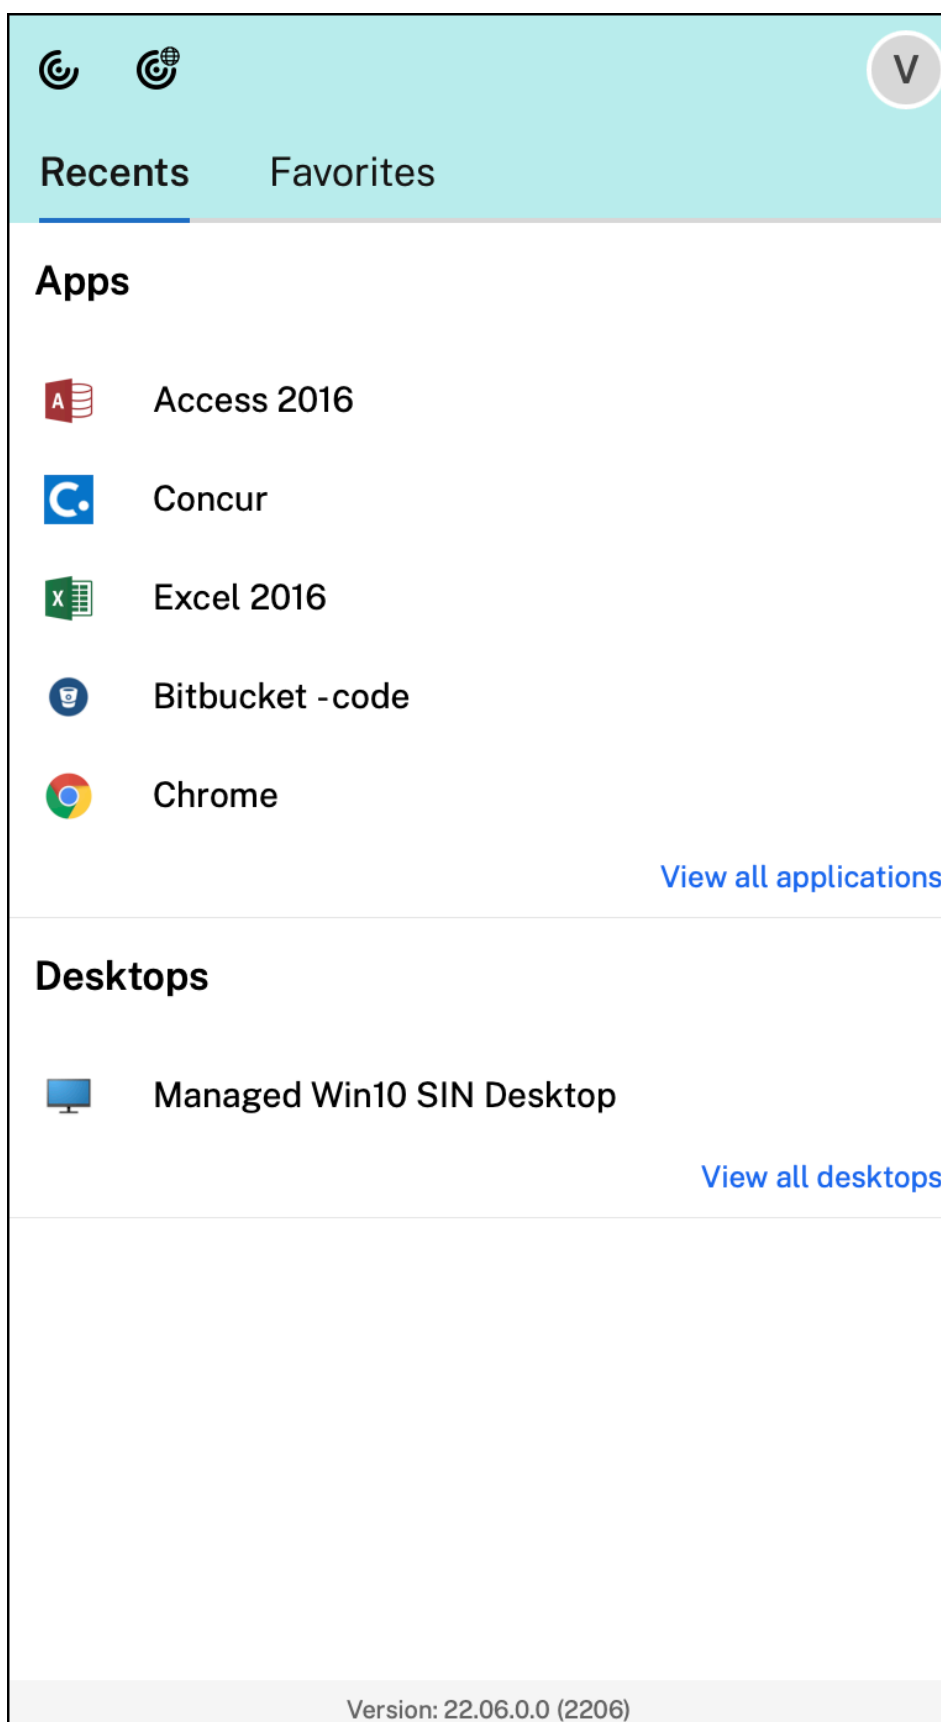 V
Recents Favorites
Apps
Access 2016
Concur
Excel 2016
Bitbucket - code
Chrome
View all applications
Desktops
Managed Win10 SIN Desktop
View all desktops
Version: 22.06.0.0 (2206)